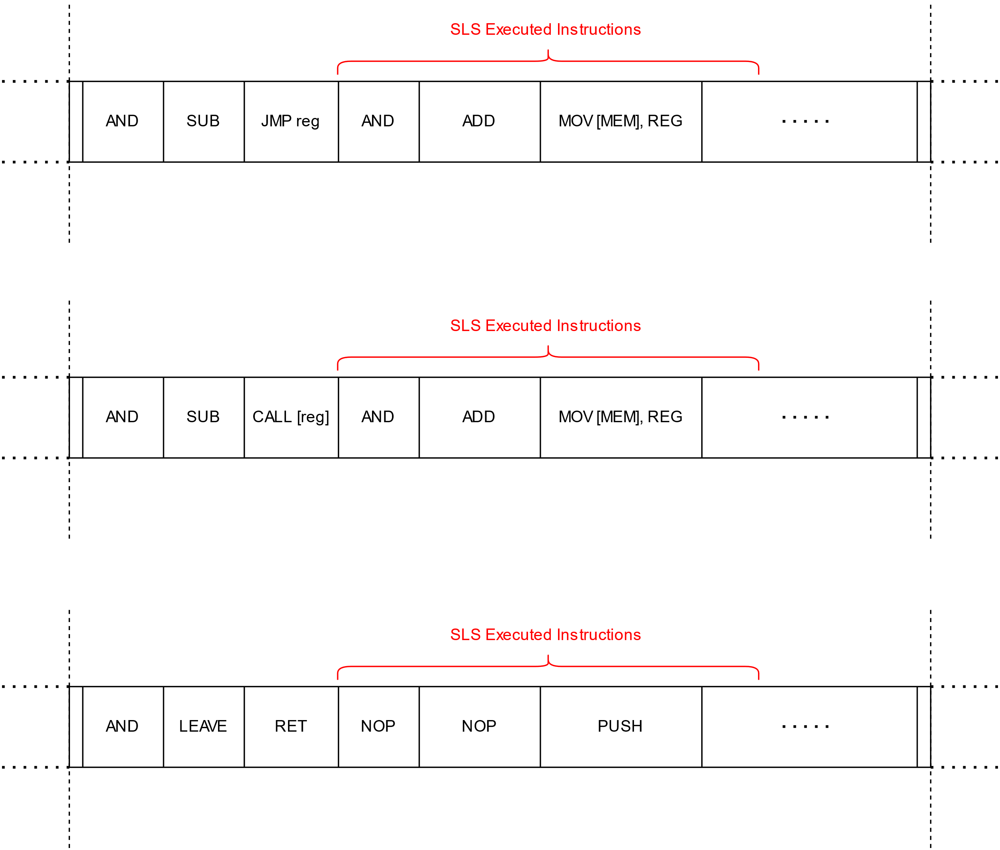 SLS Executed Instructions
AND SUB JMP reg AND ADD MOV [MEM], REG .....
SLS Executed Instructions
AND SUB CALL [reg] AND ADD MOV [MEM], REG .....
SLS Executed Instructions
AND LEAVE RET NOP NOP PUSH .....